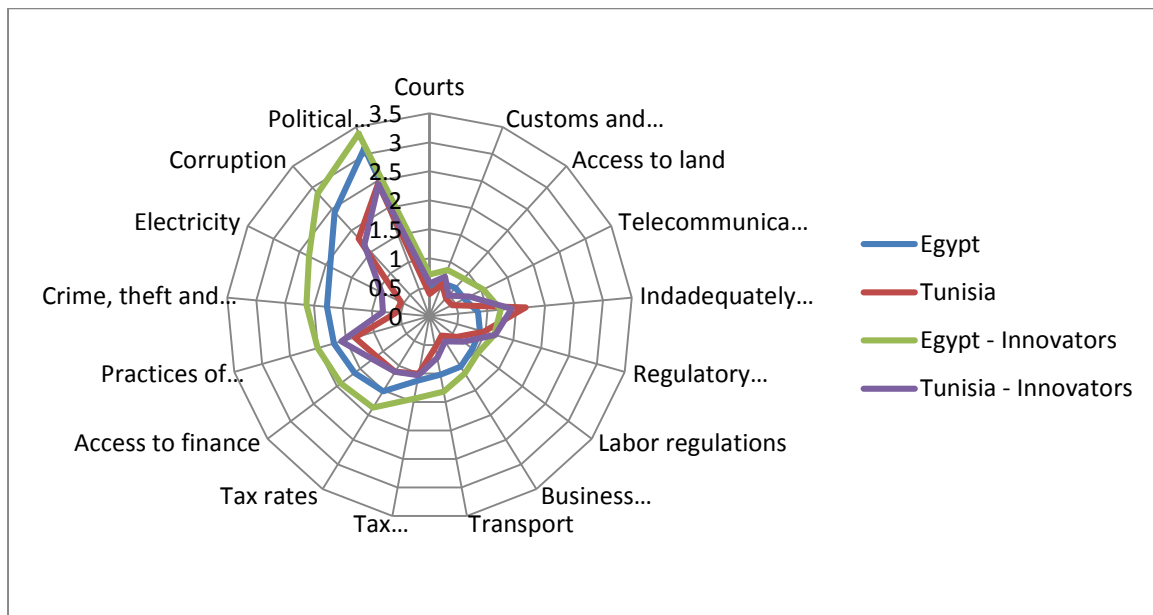 Courts
Customs and...
Access to land
Telecommunica...
Indadequately...
Regulatory...
Labor regulations
Business...
Transport
Tax...
Tax rates
Access to finance
Practices of...
Crime, theft and...
Electricity
Corruption
Political...
3.5
3
2.5
2
1.5
1
0.5
0
Egypt
Tunisia
Egypt - Innovators
Tunisia - Innovators